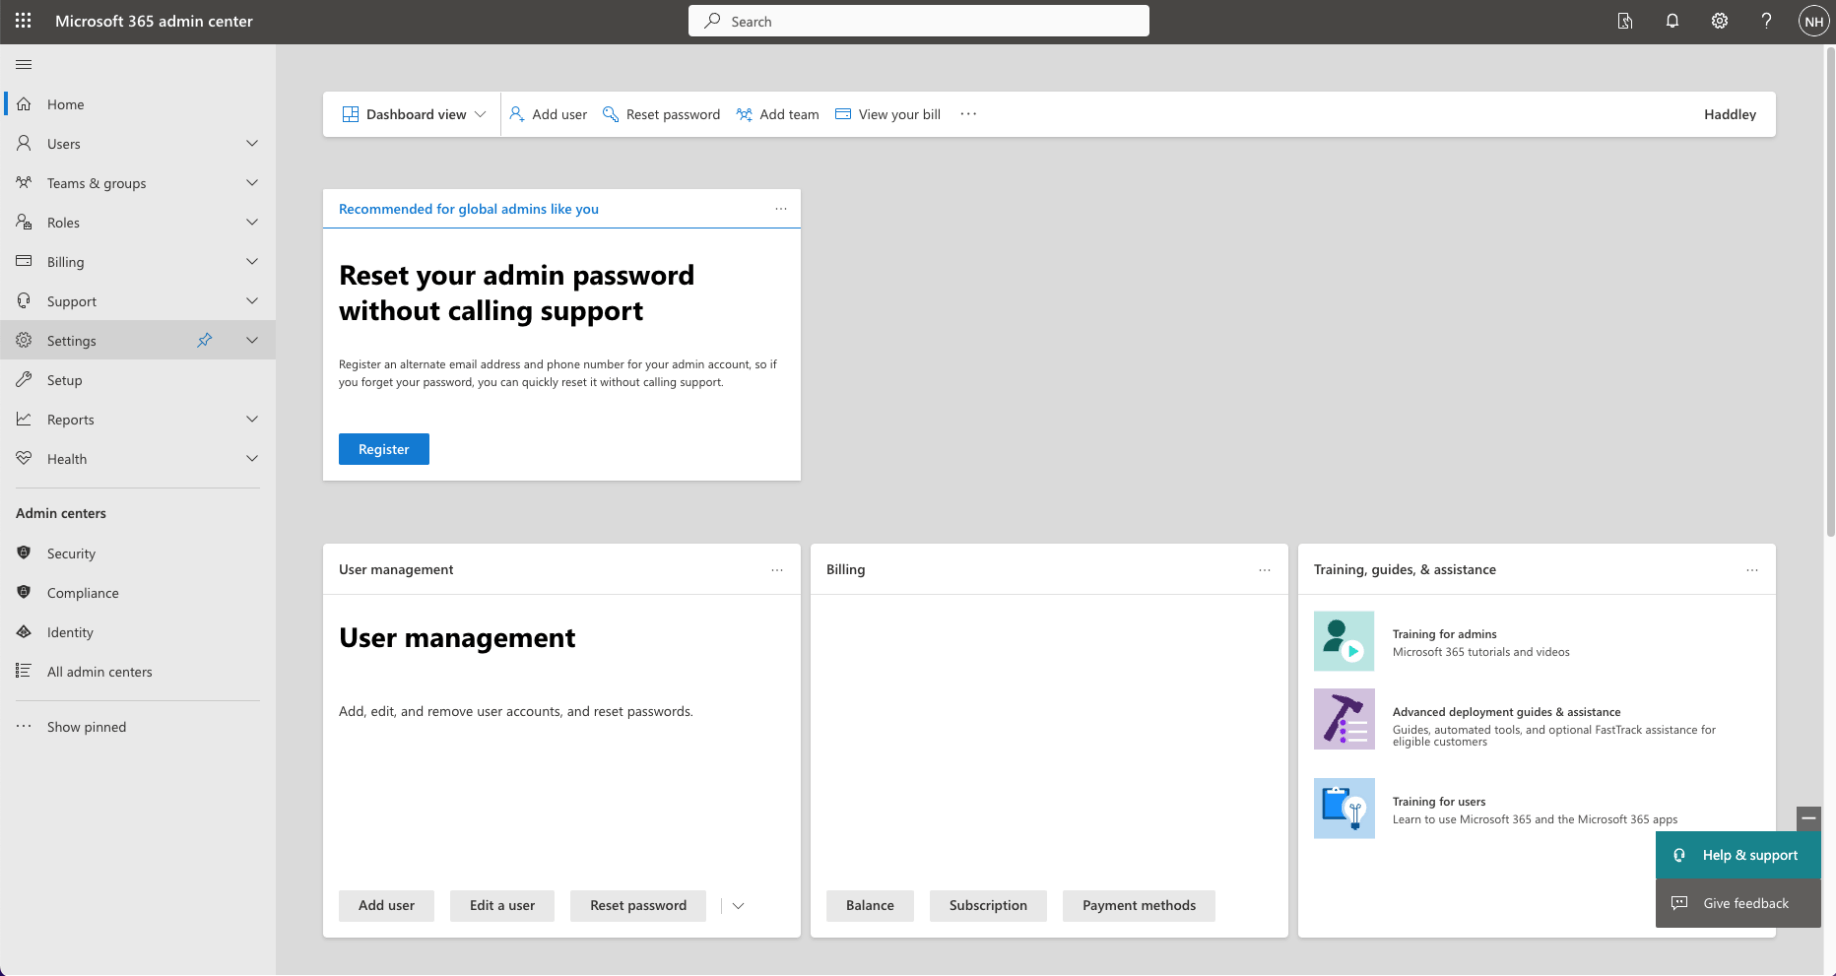 Microsoft 365 admin center
Search
NH
Home
Users
Teams & groups
Roles
Billing
Support
Settings
Setup
Reports
Health
Admin centers
Security
Compliance
Identity
All admin centers
Show pinned
Dashboard view
Add user
Reset password
Add team
View your bill
Haddley
Recommended for global admins like you
Reset your admin password
without calling support
Register an alternate email address and phone number for your admin account, so if
you forget your password, you can quickly reset it without calling support.
Register
User management
User management
Add, edit, and remove user accounts, and reset passwords.
Add user
Edit a user
Reset password
Billing
Balance
Subscription
Payment methods
Training, guides, & assistance
Training for admins
Microsoft 365 tutorials and videos
Advanced deployment guides & assistance
Guides, automated tools, and optional FastTrack assistance for
eligible customers
Training for users
Learn to use Microsoft 365 and the Microsoft 365 apps
Help & support
Give feedback